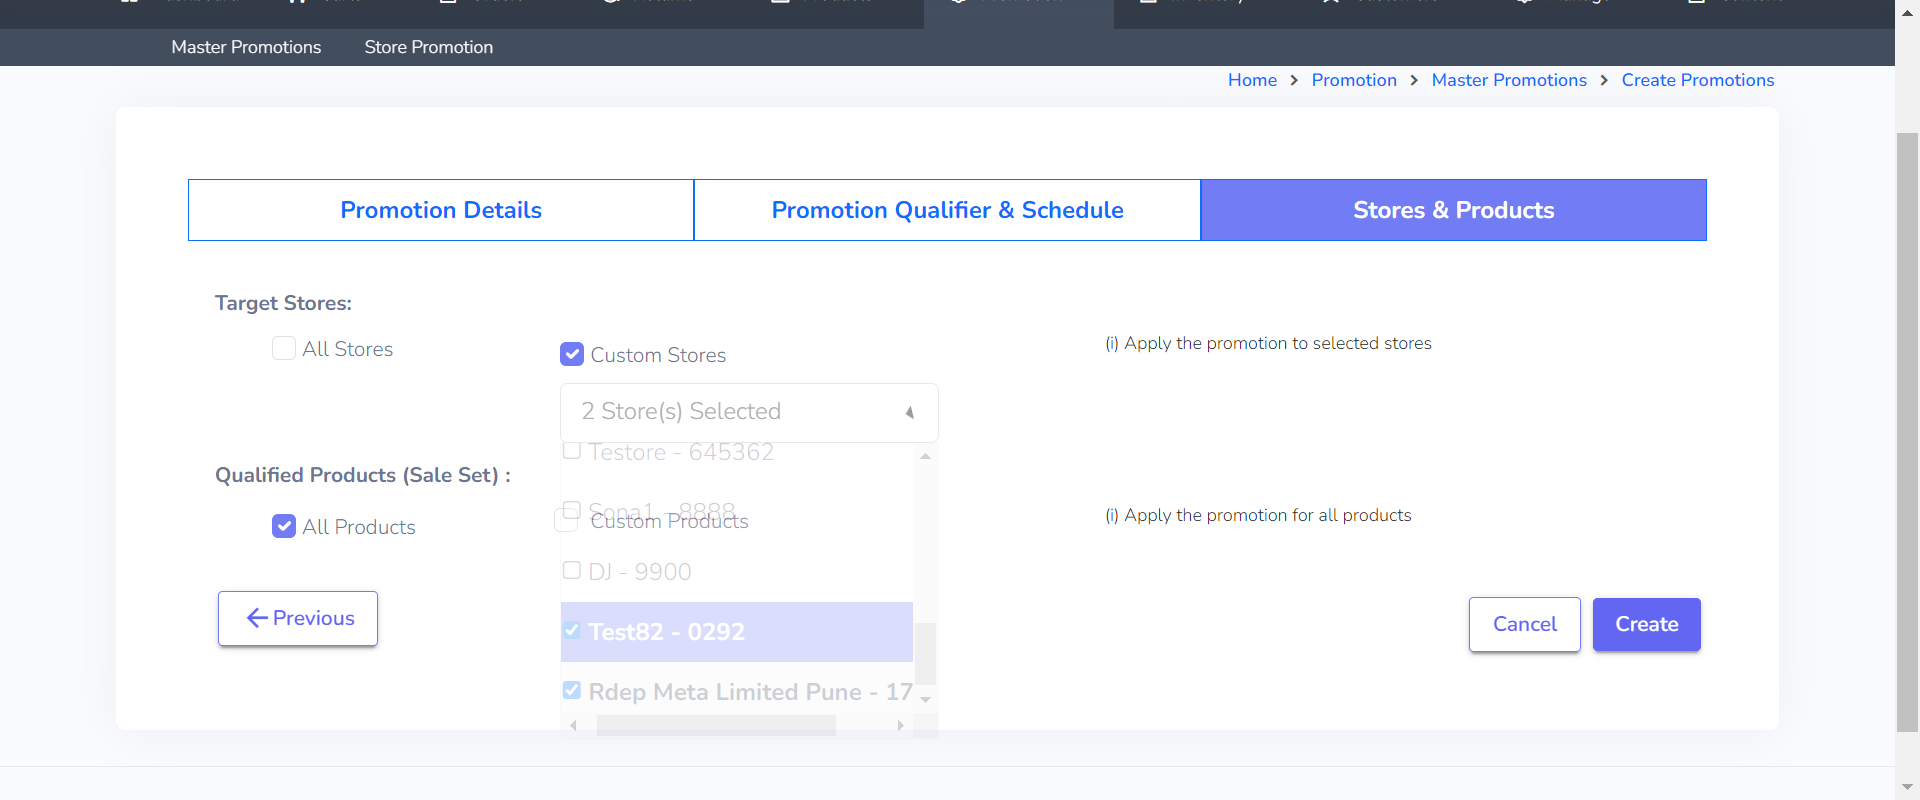 Master Promotions
Store Promotion
Home > Promotion > Master Promotions > Create Promotions
Promotion Details
Promotion Qualifier & Schedule
Stores & Products
Target Stores:
All Stores
Custom Stores
(i) Apply the promotion to selected stores
2 Store(s) Selected
Testore - 645362
Qualified Products (Sale Set) :
Sona1 - 8888
All Products
Custom Products
(i) Apply the promotion for all products
DJ - 9900
Previous
Test82 - 0292
Cancel
Create
Rdep Meta Limited Pune - 17